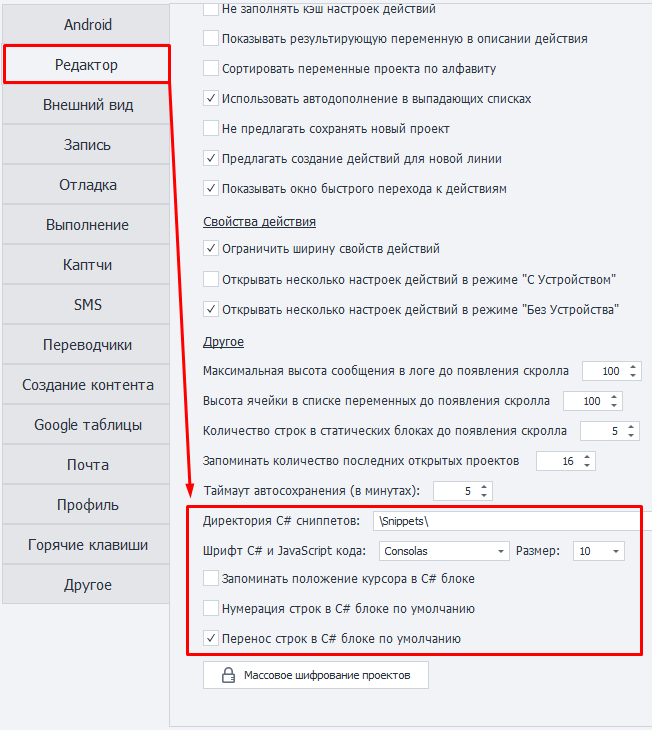 Android
Редактор
Внешний вид
Запись
Отладка
Выполнение
Каптчи
SMS
Переводчики
Создание контента
Google таблицы
Почта
Профиль
Горячие клавиши
Другое
Не заполнять кэш настроек действий
Показывать результирующую переменную в описании действия
Сортировать переменные проекта по алфавиту
Использовать автодополнение в выпадающих списках
Не предлагать сохранять новый проект
Предлагать создание действий для новой линии
Показывать окно быстрого перехода к действиям
Свойства действия
Ограничить ширину свойств действий
Открывать несколько настроек действий в режиме "С Устройством"
Открывать несколько настроек действий в режиме "Без Устройства"
Другое
Максимальная высота сообщения в логе до появления скролла 100
Высота ячейки в списке переменных до появления скролла 100
Количество строк в статических блоках до появления скролла 5
Запоминать количество последних открытых проектов 16
Таймаут автосохранения (в минутах): 5
Директория C# сниппетов: \Snippets\
Шрифт C# и JavaScript кода: Consolas Размер: 10
Запоминать положение курсора в C# блоке
Нумерация строк в C# блоке по умолчанию
Перенос строк в C# блоке по умолчанию
Массовое шифрование проектов